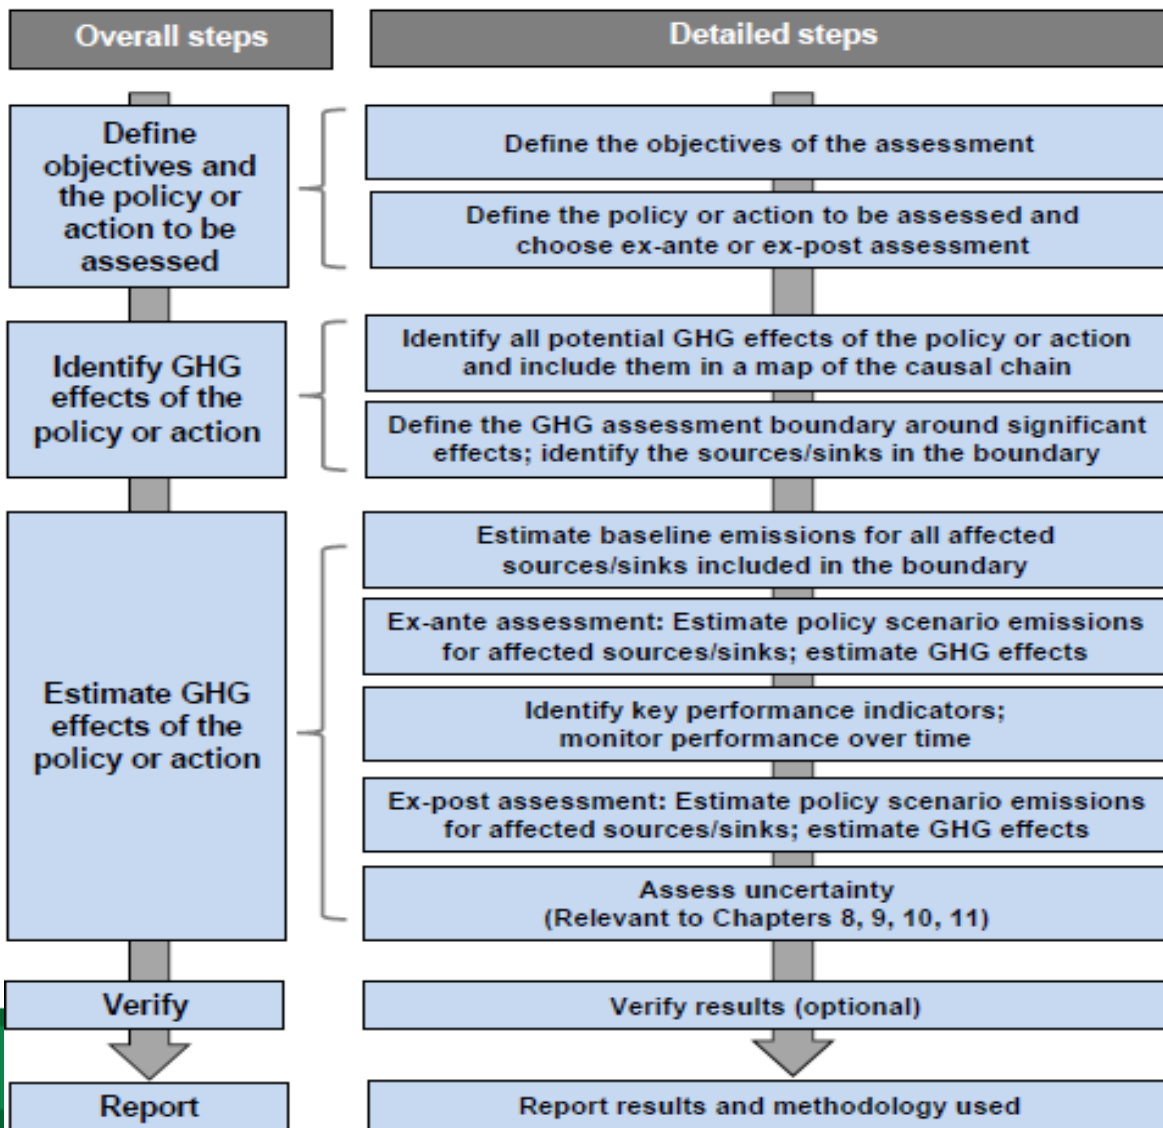 Overall steps
Detailed steps
Define
objectives and
the policy or
action to be
assessed
Define the objectives of the assessment
Define the policy or action to be assessed and
choose ex-ante or ex-post assessment
Identify GHG
effects of the
policy or action
Identify all potential GHG effects of the policy or action
and include them in a map of the causal chain
Define the GHG assessment boundary around significant
effects; identify the sources/sinks in the boundary
Estimate GHG
effects of the
policy or action
Estimate baseline emissions for all affected
sources/sinks included in the boundary
Ex-ante assessment: Estimate policy scenario emissions
for affected sources/sinks; estimate GHG effects
Identify key performance indicators;
monitor performance over time
Ex-post assessment: Estimate policy scenario emissions
for affected sources/sinks; estimate GHG effects
Assess uncertainty
(Relevant to Chapters 8, 9, 10, 11)
Verify
Verify results (optional)
Report
Report results and methodology used